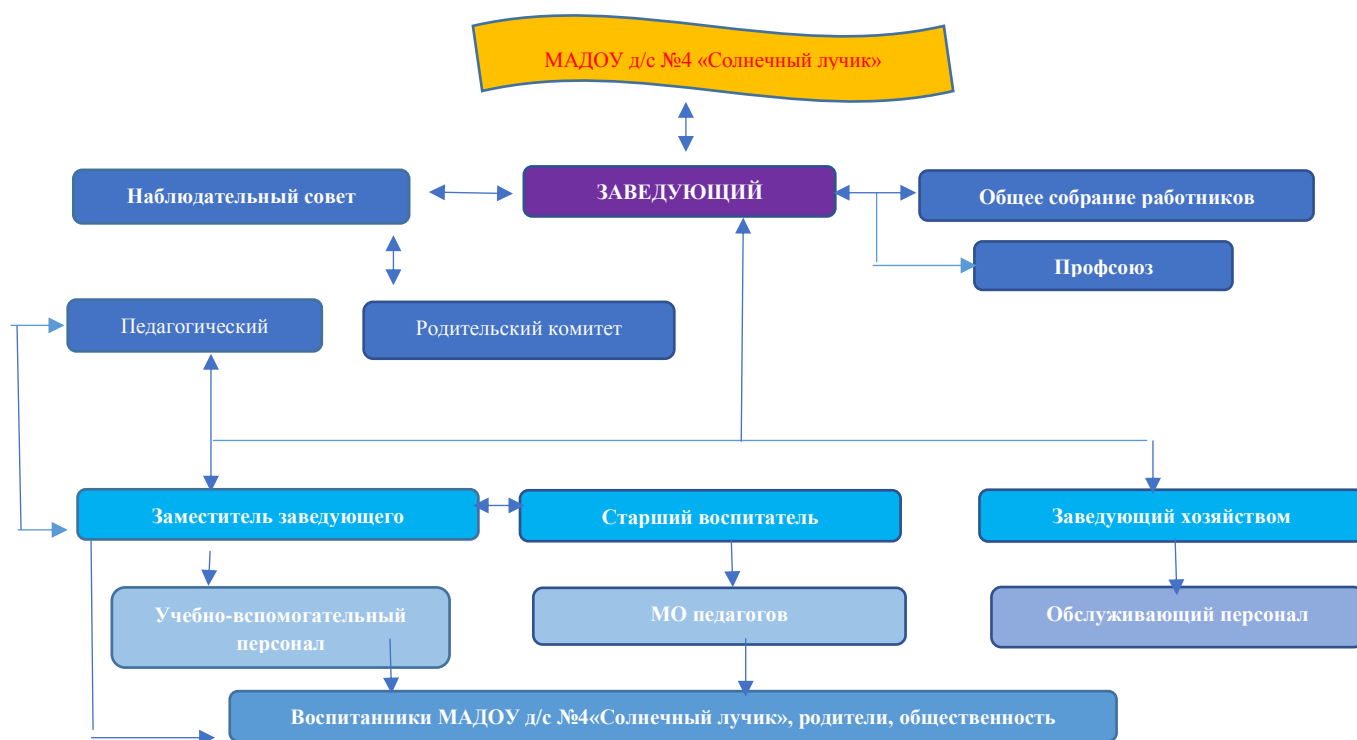 МАДОУ д/с №4 «Солнечный лучик»
Наблюдательный совет
ЗАВЕДУЮЩИЙ
Общее собрание работников
Профсоюз
Педагогический
Родительский комитет
Заместитель заведующего
Старший воспитатель
Заведующий хозяйством
Учебно-вспомогательный
персонал
МО педагогов
Обслуживающий персонал
Воспитанники МАДОУ д/с №4«Солнечный лучик», родители, общественность